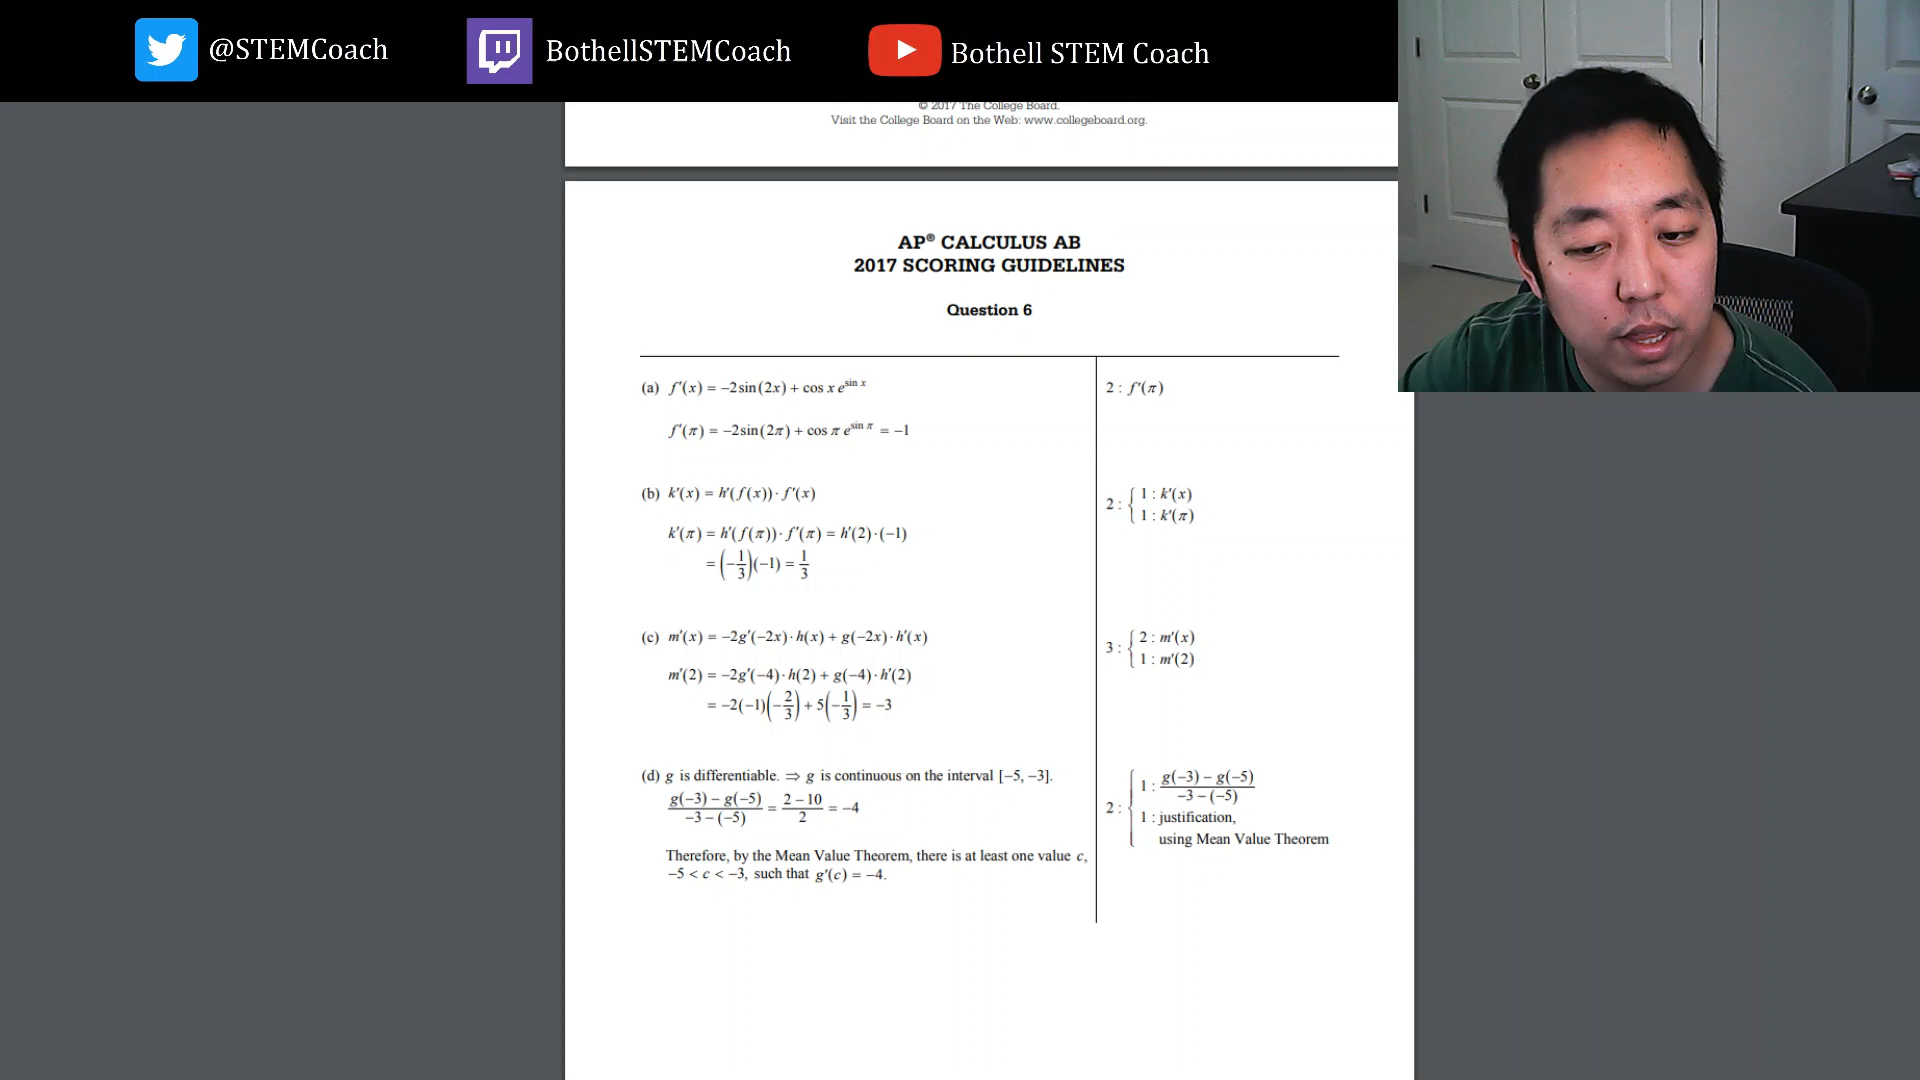 @STEMCoach
BothellSTEMCoach
Bothell STEM Coach
© 2017 The College Board.
Visit the College Board on the Web: www.collegeboard.org.
AP® CALCULUS AB
2017 SCORING GUIDELINES
Question 6
(a) f′(x) = −2sin(2x) + cos x e^(sin x)
2 : f′(π)
f′(π) = −2sin(2π) + cos π e^(sin π) = −1
(b) k′(x) = h′(f(x)) · f′(x)
2 : { 1 : k′(x)
1 : k′(π)
k′(π) = h′(f(π)) · f′(π) = h′(2) · (−1)
= (−1/3)(−1) = 1/3
(c) m′(x) = −2g′(−2x) · h(x) + g(−2x) · h′(x)
3 : { 2 : m′(x)
1 : m′(2)
m′(2) = −2g′(−4) · h(2) + g(−4) · h′(2)
= −2(−1)(−2/3) + 5(−1/3) = −3
(d) g is differentiable. ⇒ g is continuous on the interval [−5, −3].
(g(−3) − g(−5))/(−3 − (−5)) = (2 − 10)/2 = −4
Therefore, by the Mean Value Theorem, there is at least one value c,
−5 < c < −3, such that g′(c) = −4.
2 : { 1 : (g(−3) − g(−5))/(−3 − (−5))
1 : justification,
using Mean Value Theorem